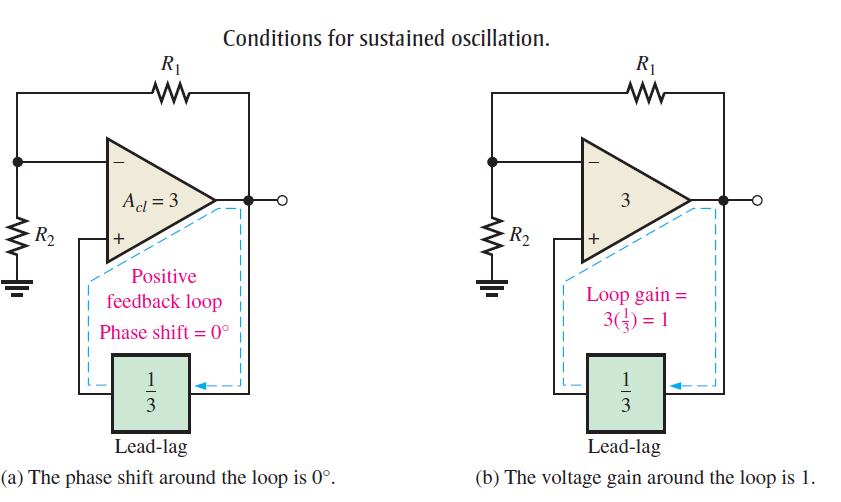 Conditions for sustained oscillation.
R1
−
Acl = 3
+
R2
Positive
feedback loop
Phase shift = 0°
1
3
Lead-lag
(a) The phase shift around the loop is 0°.
R1
−
3
+
R2
Loop gain =
3(1/3) = 1
1
3
Lead-lag
(b) The voltage gain around the loop is 1.